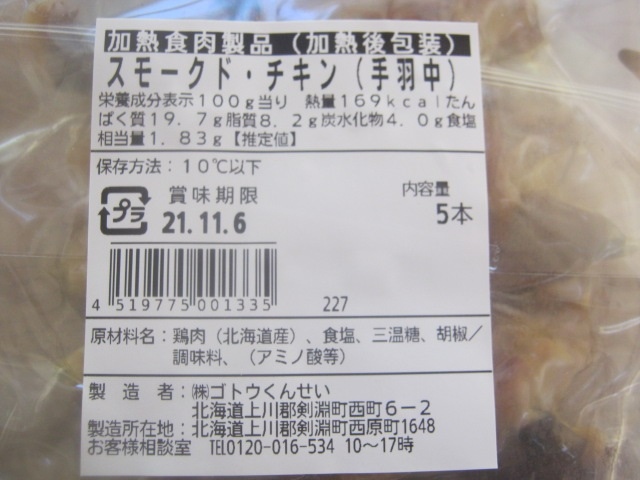 加熱食肉製品（加熱後包装）
スモークド・チキン（手羽中）
栄養成分表示100g当り 熱量169kcalたん
ぱく質19.7g脂質8.2g炭水化物4.0g食塩
相当量1.83g【推定値】
保存方法：10℃以下
プラ
賞味期限
21.11.6
内容量
5本
4 519775 001335
227
原材料名：鶏肉（北海道産）、食塩、三温糖、胡椒／
調味料、（アミノ酸等）
製造者：㈱ゴトウくんせい
北海道上川郡剣淵町西町6－2
製造所在地：北海道上川郡剣淵町西原町1648
お客様相談室 TEL0120-016-534 10～17時